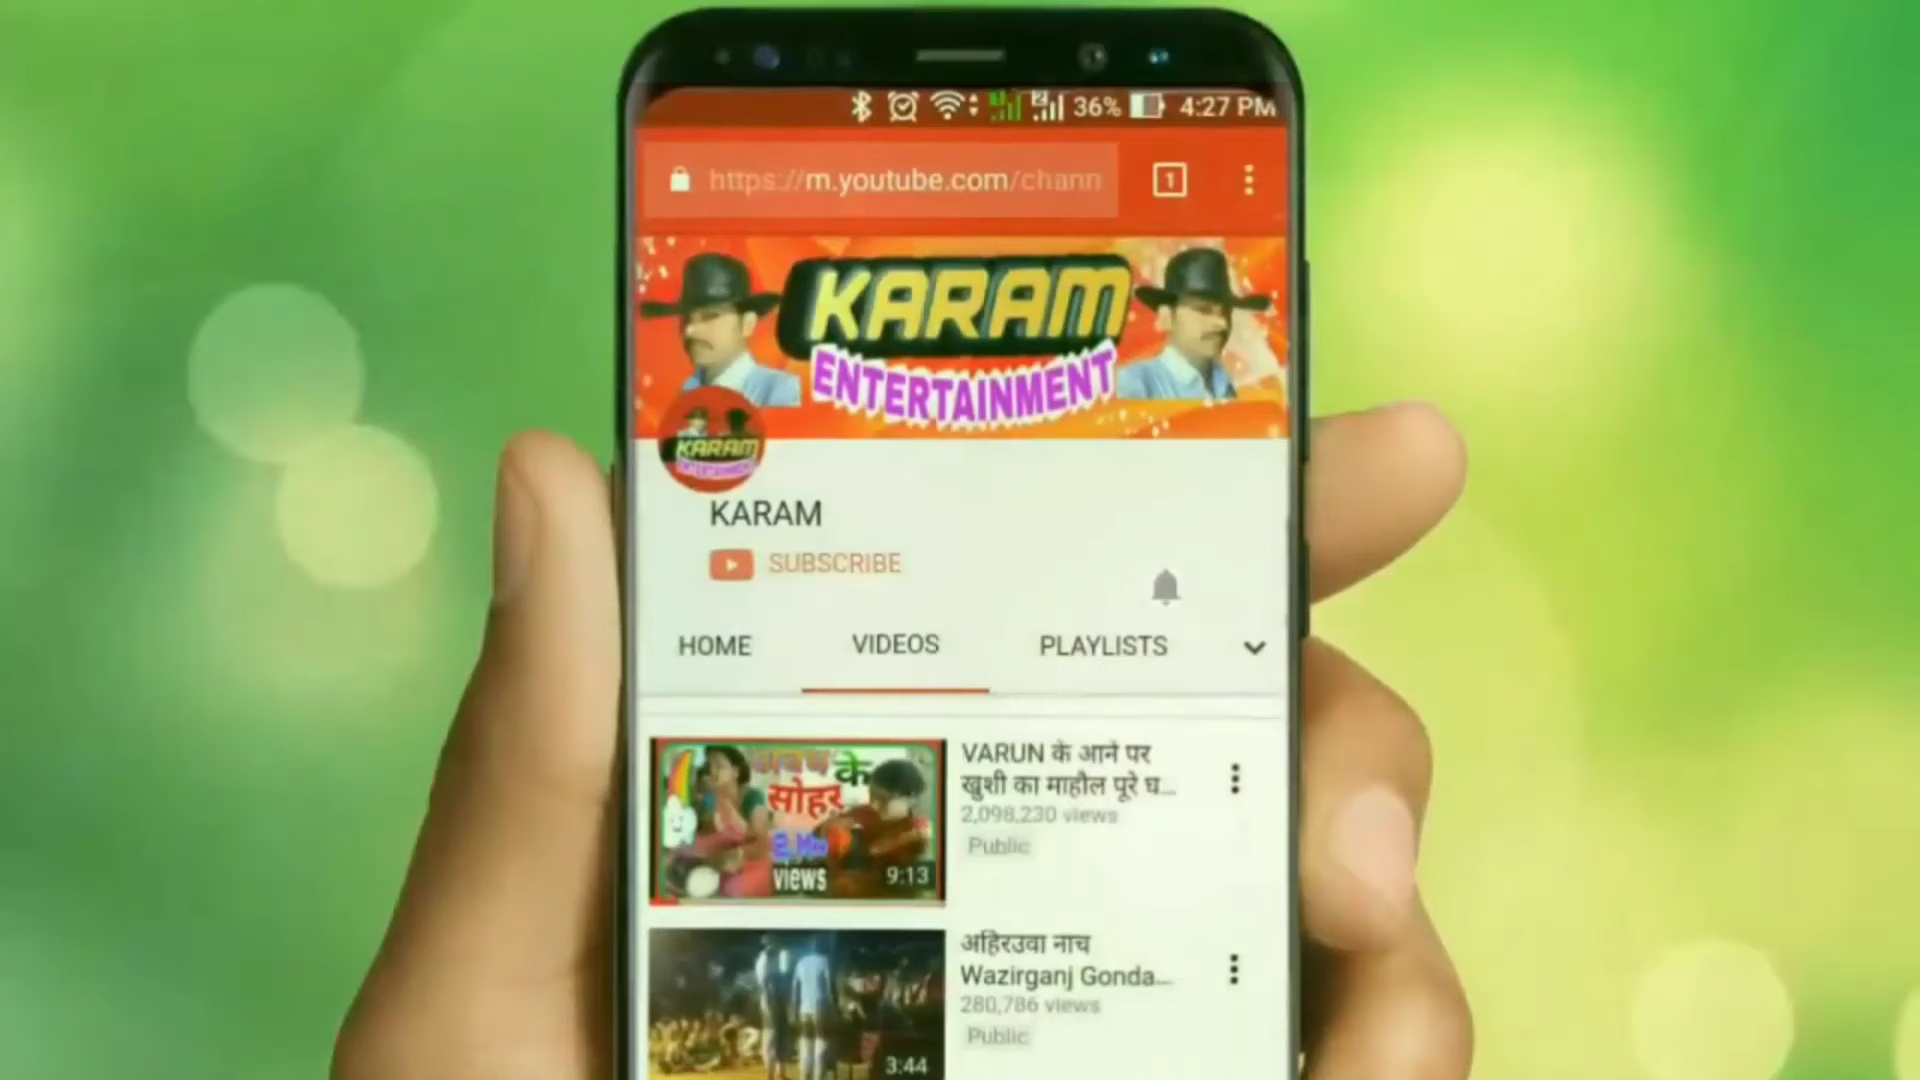 36% 4:27 PM
https://m.youtube.com/chann
1
KARAM
ENTERTAINMENT
KARAM
ENTERTAINMENT
KARAM
SUBSCRIBE
HOME VIDEOS PLAYLISTS
के
सोहर
views
9:13
VARUN के आने पर
खुशी का माहौल पूरे घ...
2,098,230 views
Public
अहिरउवा नाच
Wazirganj Gonda...
280,786 views
Public
3:44